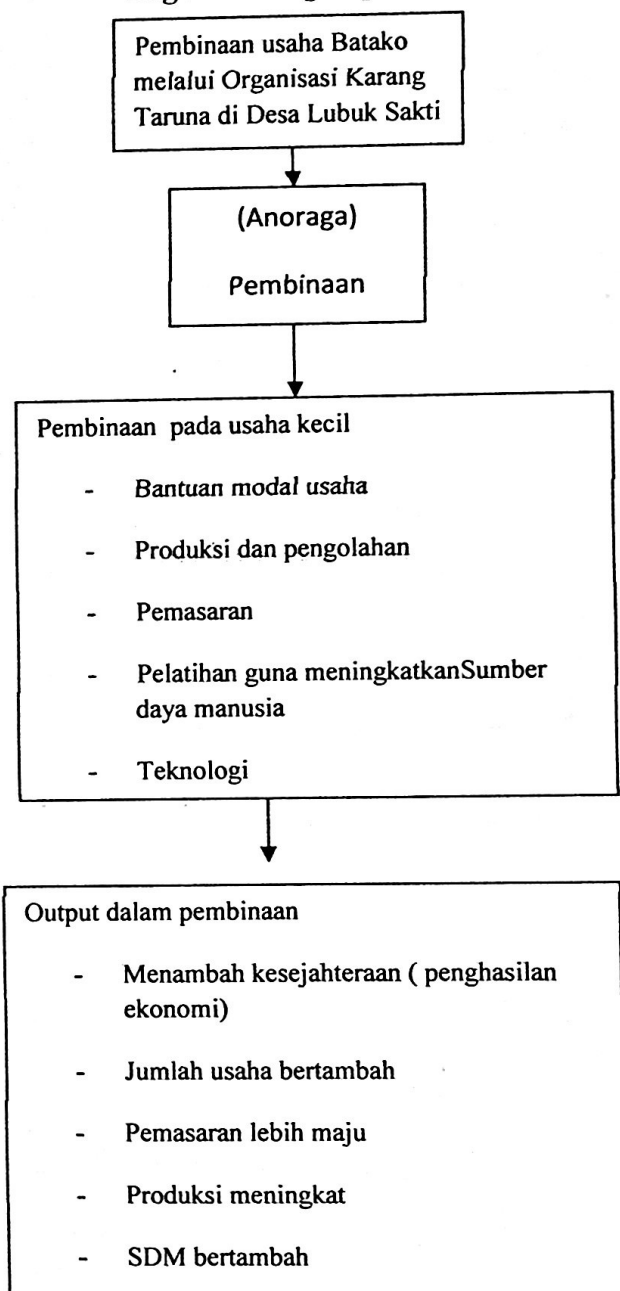 Pembinaan usaha Batako
melalui Organisasi Karang
Taruna di Desa Lubuk Sakti
(Anoraga)
Pembinaan
Pembinaan pada usaha kecil
- Bantuan modal usaha
- Produksi dan pengolahan
- Pemasaran
- Pelatihan guna meningkatkanSumber
daya manusia
- Teknologi
Output dalam pembinaan
- Menambah kesejahteraan ( penghasilan
ekonomi)
- Jumlah usaha bertambah
- Pemasaran lebih maju
- Produksi meningkat
- SDM bertambah